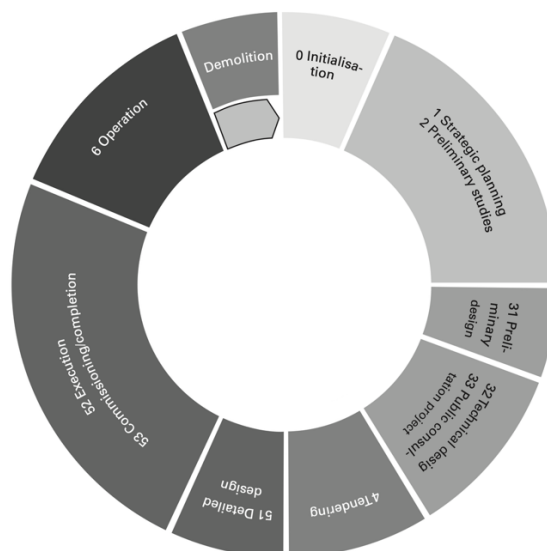 0 Initialisa-
tion
1 Strategic planning
2 Preliminary studies
31 Preli-
minary
design
32 Technical desig
33 Public consul-
tation project
4 Tendering
51 Detailed
design
52 Execution
53 Commissioning/completion
6 Operation
Demolition